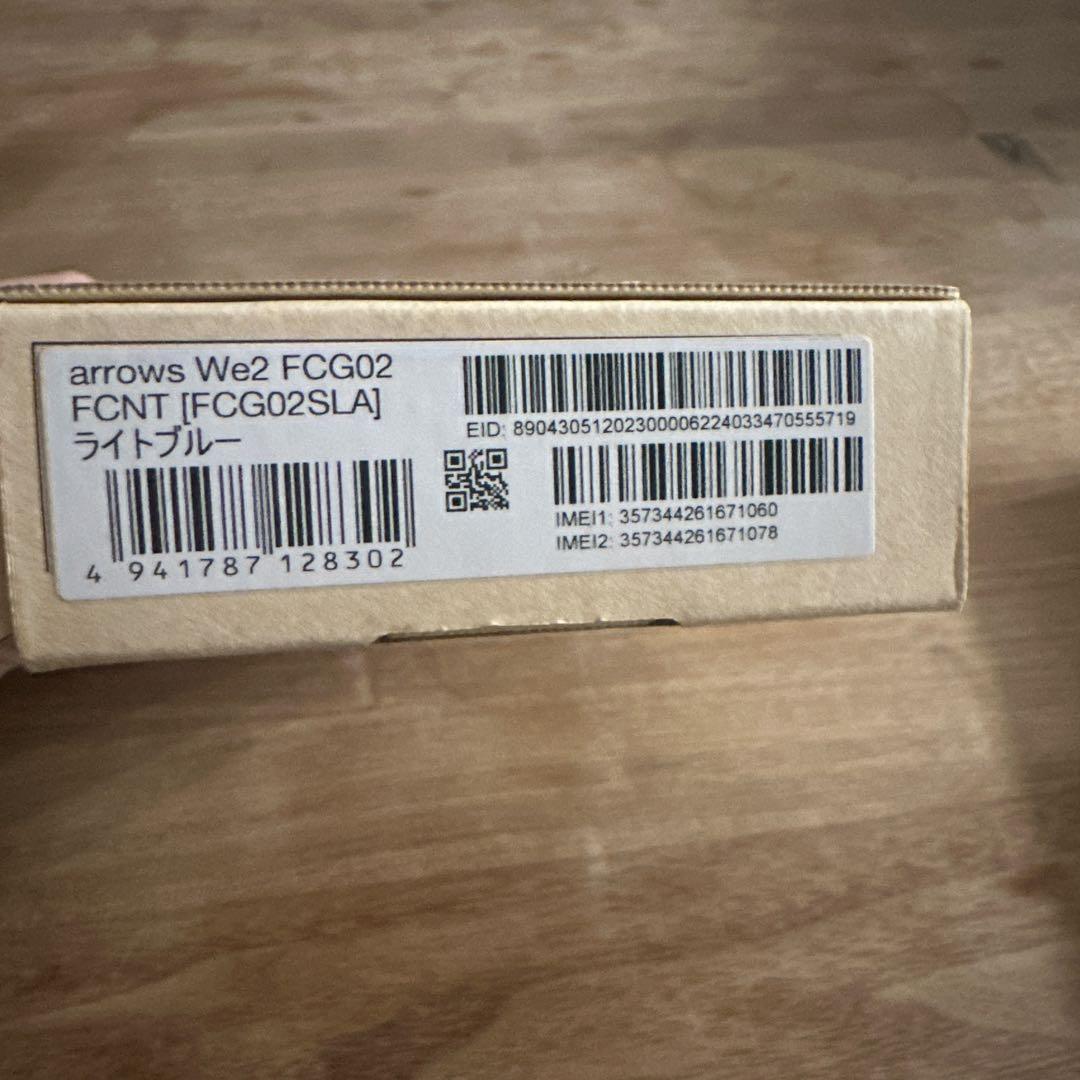 arrows We2 FCG02
FCNT [FCG02SLA]
ライトブルー
4 941787 128302
EID: 89043051202300006224033470555719
IMEI1: 357344261671060
IMEI2: 357344261671078